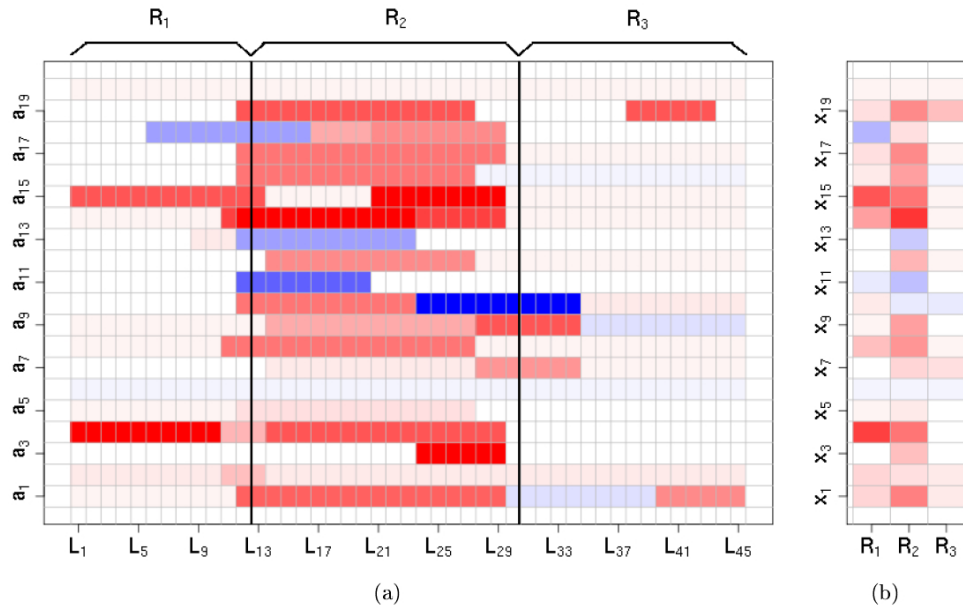 R₁ R₂ R₃
a₁₉ x₁₉
a₁₇ x₁₇
a₁₅ x₁₅
a₁₃ x₁₃
a₁₁ x₁₁
a₉ x₉
a₇ x₇
a₅ x₅
a₃ x₃
a₁ x₁
L₁ L₅ L₉ L₁₃ L₁₇ L₂₁ L₂₅ L₂₉ L₃₃ L₃₇ L₄₁ L₄₅ R₁ R₂ R₃
(a) (b)